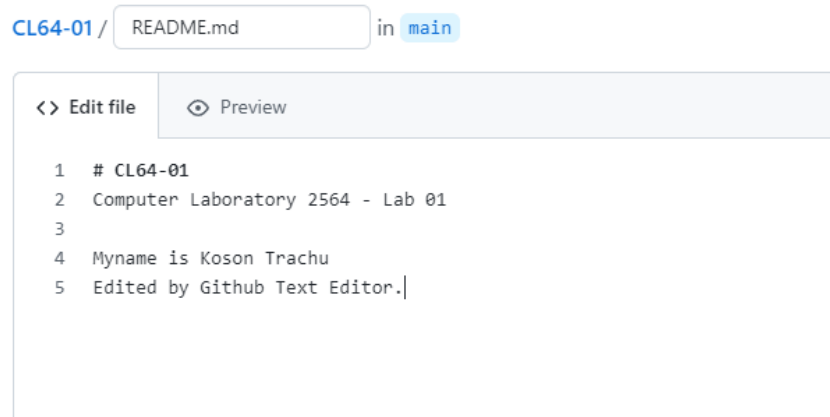 CL64-01 / README.md in main
<> Edit file Preview
1 # CL64-01
2 Computer Laboratory 2564 - Lab 01
3
4 Myname is Koson Trachu
5 Edited by Github Text Editor.